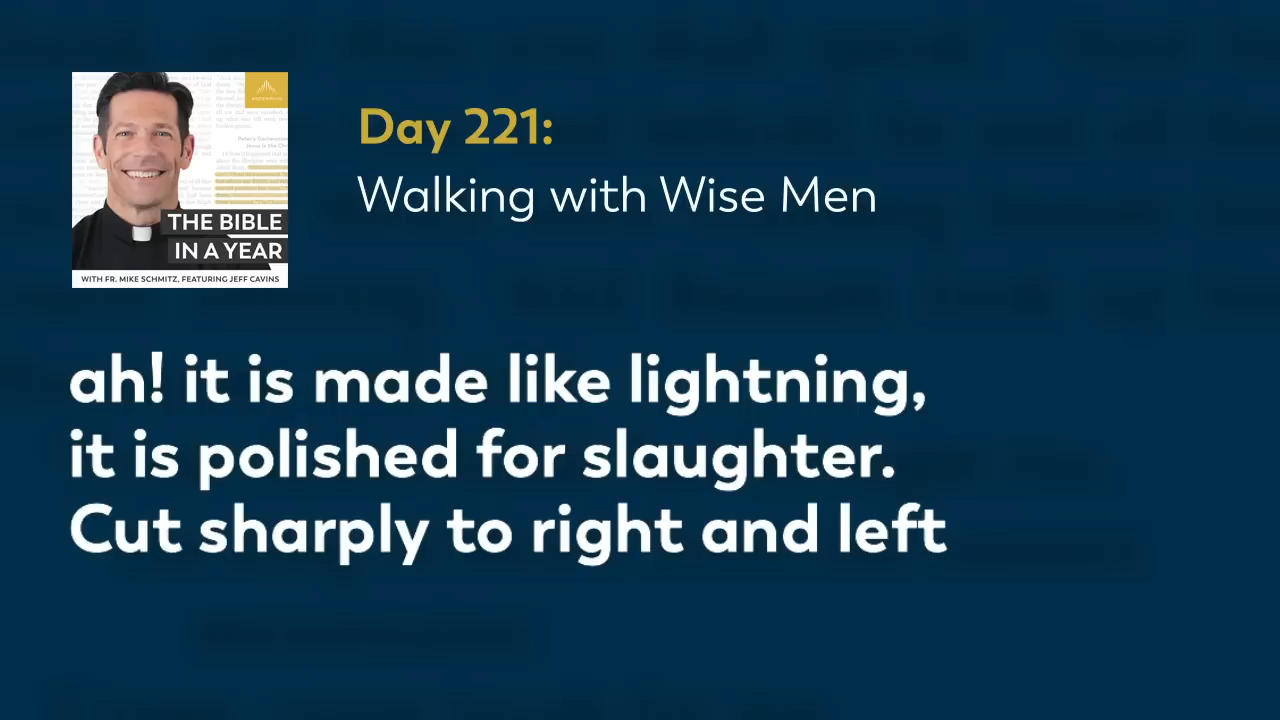 Day 221:
Walking with Wise Men
THE BIBLE
IN A YEAR
WITH FR. MIKE SCHMITZ, FEATURING JEFF CAVINS
ah! it is made like lightning,
it is polished for slaughter.
Cut sharply to right and left